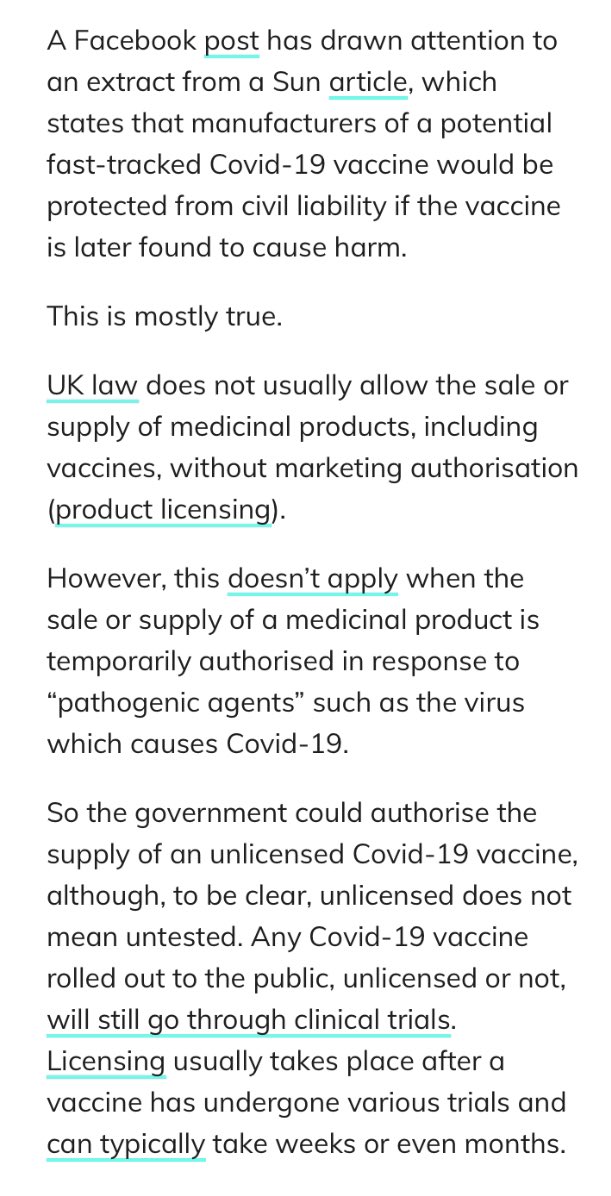 A Facebook post has drawn attention to
an extract from a Sun article, which
states that manufacturers of a potential
fast-tracked Covid-19 vaccine would be
protected from civil liability if the vaccine
is later found to cause harm.
This is mostly true.
UK law does not usually allow the sale or
supply of medicinal products, including
vaccines, without marketing authorisation
(product licensing).
However, this doesn’t apply when the
sale or supply of a medicinal product is
temporarily authorised in response to
“pathogenic agents” such as the virus
which causes Covid-19.
So the government could authorise the
supply of an unlicensed Covid-19 vaccine,
although, to be clear, unlicensed does not
mean untested. Any Covid-19 vaccine
rolled out to the public, unlicensed or not,
will still go through clinical trials.
Licensing usually takes place after a
vaccine has undergone various trials and
can typically take weeks or even months.